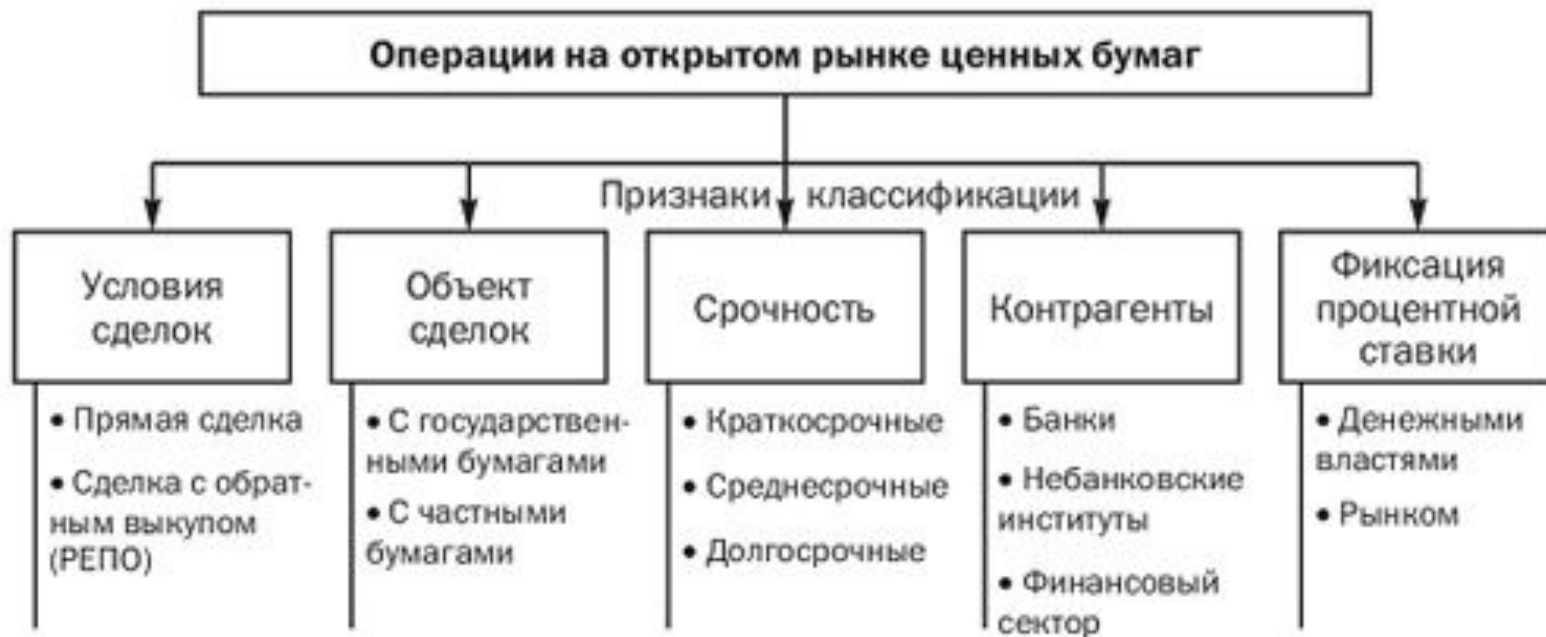 Операции на открытом рынке ценных бумаг
Признаки классификации
Условия
сделок
• Прямая сделка
• Сделка с обрат-
ным выкупом
(РЕПО)
Объект
сделок
• С государствен-
ными бумагами
• С частными
бумагами
Срочность
• Краткосрочные
• Среднесрочные
• Долгосрочные
Контрагенты
• Банки
• Небанковские
институты
• Финансовый
сектор
Фиксация
процентной
ставки
• Денежными
властями
• Рынком